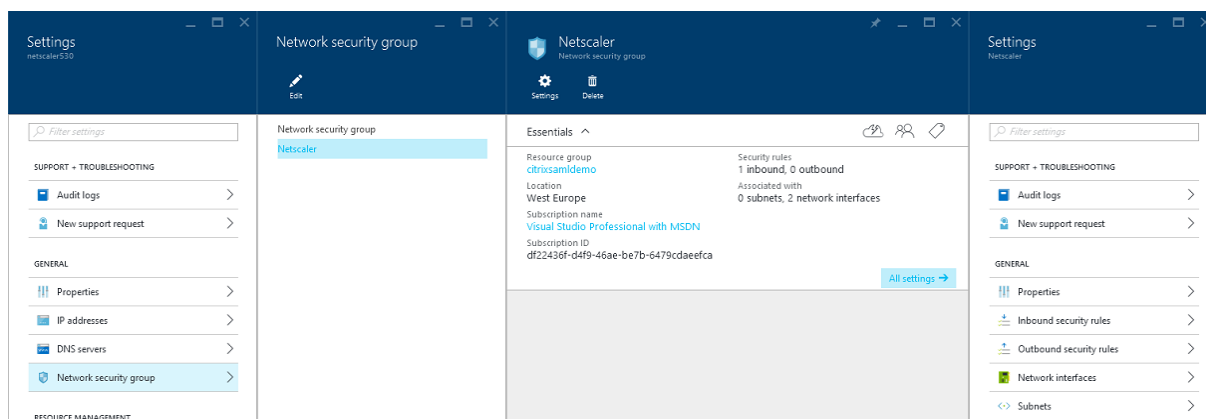 Settings
netscaler530
Filter settings
SUPPORT + TROUBLESHOOTING
Audit logs
New support request
GENERAL
Properties
IP addresses
DNS servers
Network security group
RESOURCE MANAGEMENT
Network security group
Edit
Network security group
Netscaler
Netscaler
Network security group
Settings
Delete
Essentials
Resource group
citrixsamldemo
Location
West Europe
Subscription name
Visual Studio Professional with MSDN
Subscription ID
df22436f-d4f9-46ae-be7b-6479cdaeefca
Security rules
1 inbound, 0 outbound
Associated with
0 subnets, 2 network interfaces
All settings
Settings
Netscaler
Filter settings
SUPPORT + TROUBLESHOOTING
Audit logs
New support request
GENERAL
Properties
Inbound security rules
Outbound security rules
Network interfaces
Subnets